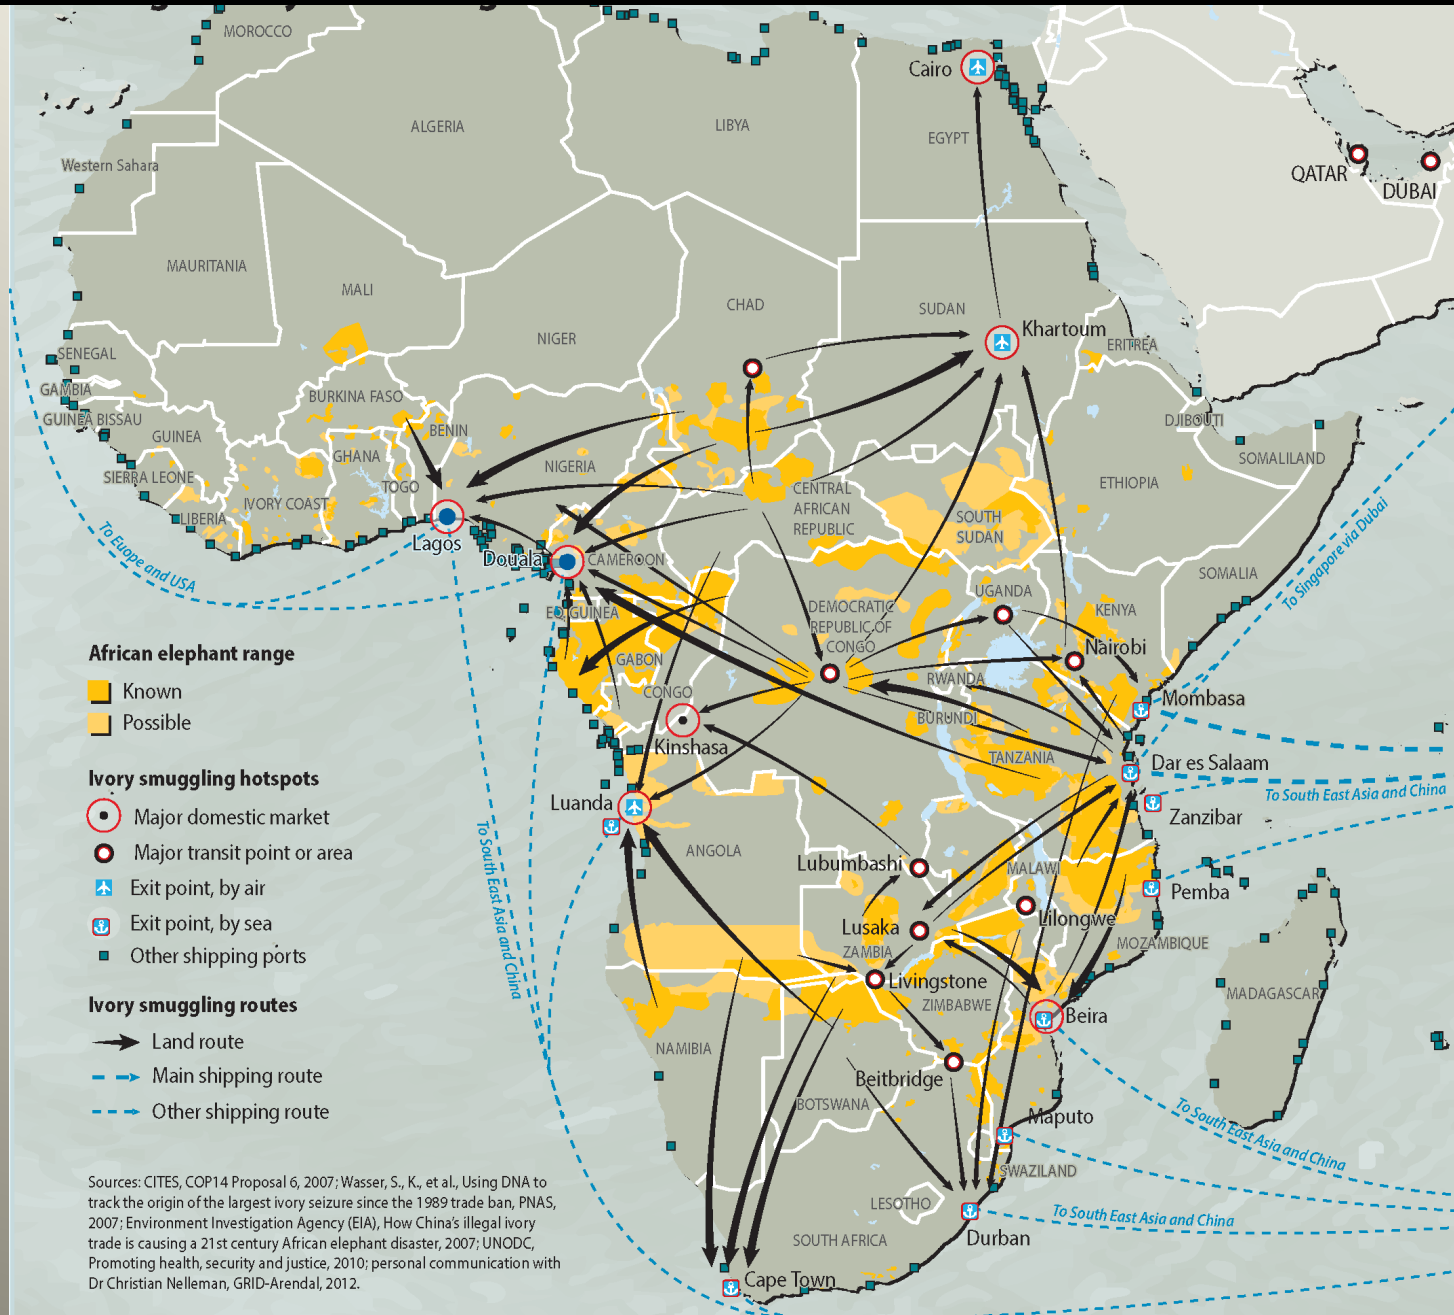 MOROCCO
ALGERIA
LIBYA
Cairo
EGYPT
QATAR
DUBAI
Western Sahara
MAURITANIA
MALI
NIGER
CHAD
SUDAN
Khartoum
ERITREA
SENEGAL
GAMBIA
GUINEA BISSAU
GUINEA
SIERRA LEONE
LIBERIA
IVORY COAST
BURKINA FASO
GHANA
TOGO
BENIN
NIGERIA
Lagos
Douala
CAMEROON
CENTRAL
AFRICAN
REPUBLIC
SOUTH
SUDAN
ETHIOPIA
DJIBOUTI
SOMALILAND
SOMALIA
To Euope and USA
To Singapore via Dubai
EQ. GUINEA
GABON
CONGO
DEMOCRATIC
REPUBLIC OF
CONGO
UGANDA
KENYA
Nairobi
RWANDA
BURUNDI
Mombasa
Kinshasa
TANZANIA
Dar es Salaam
To South East Asia and China
Zanzibar
Luanda
ANGOLA
Lubumbashi
MALAWI
Pemba
Lusaka
Lilongwe
ZAMBIA
MOZAMBIQUE
Livingstone
ZIMBABWE
Beira
MADAGASCAR
NAMIBIA
Beitbridge
BOTSWANA
Maputo
To South East Asia and China
SWAZILAND
LESOTHO
To South East Asia and China
SOUTH AFRICA
Durban
Cape Town
To South East Asia and China
African elephant range
Known
Possible
Ivory smuggling hotspots
Major domestic market
Major transit point or area
Exit point, by air
Exit point, by sea
Other shipping ports
Ivory smuggling routes
Land route
Main shipping route
Other shipping route
Sources: CITES, COP14 Proposal 6, 2007; Wasser, S., K., et al., Using DNA to
track the origin of the largest ivory seizure since the 1989 trade ban, PNAS,
2007; Environment Investigation Agency (EIA), How China's illegal ivory
trade is causing a 21st century African elephant disaster, 2007; UNODC,
Promoting health, security and justice, 2010; personal communication with
Dr Christian Nelleman, GRID-Arendal, 2012.